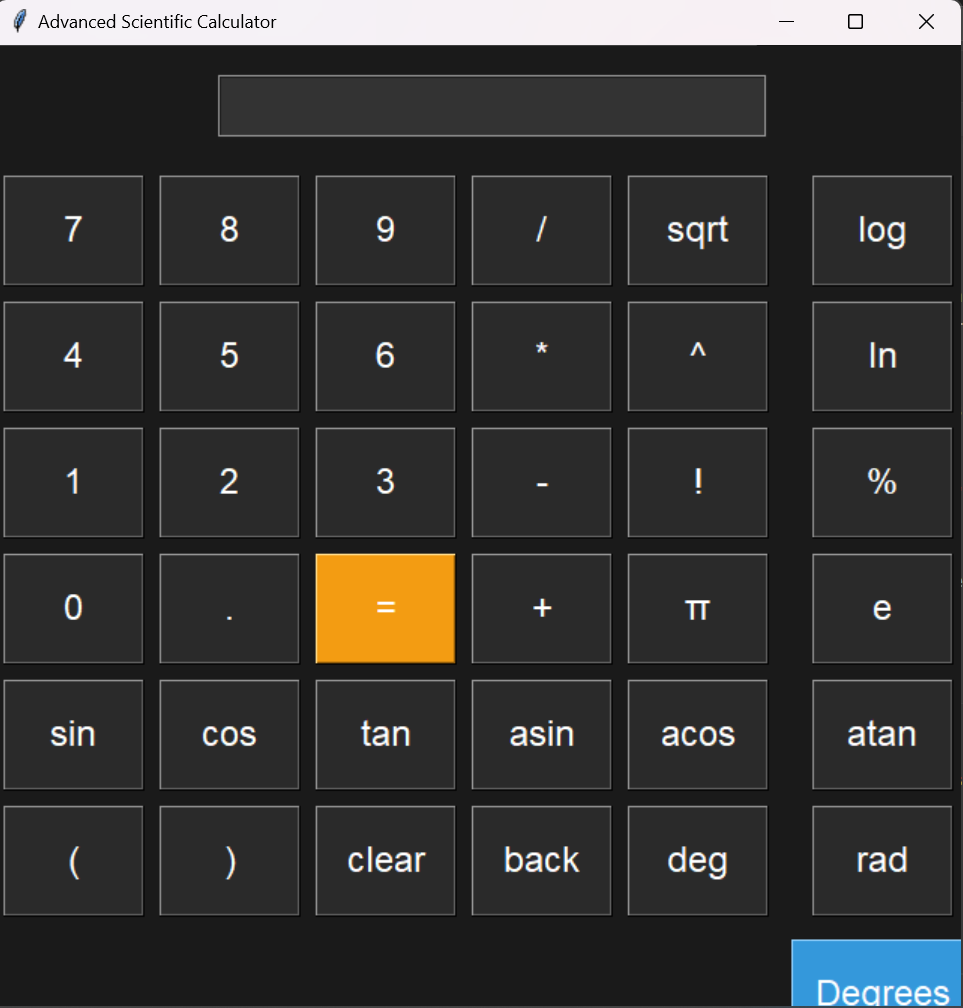 Advanced Scientific Calculator
7 8 9 / sqrt log
4 5 6 * ^ ln
1 2 3 - ! %
0 . = + π e
sin cos tan asin acos atan
( ) clear back deg rad
Degrees